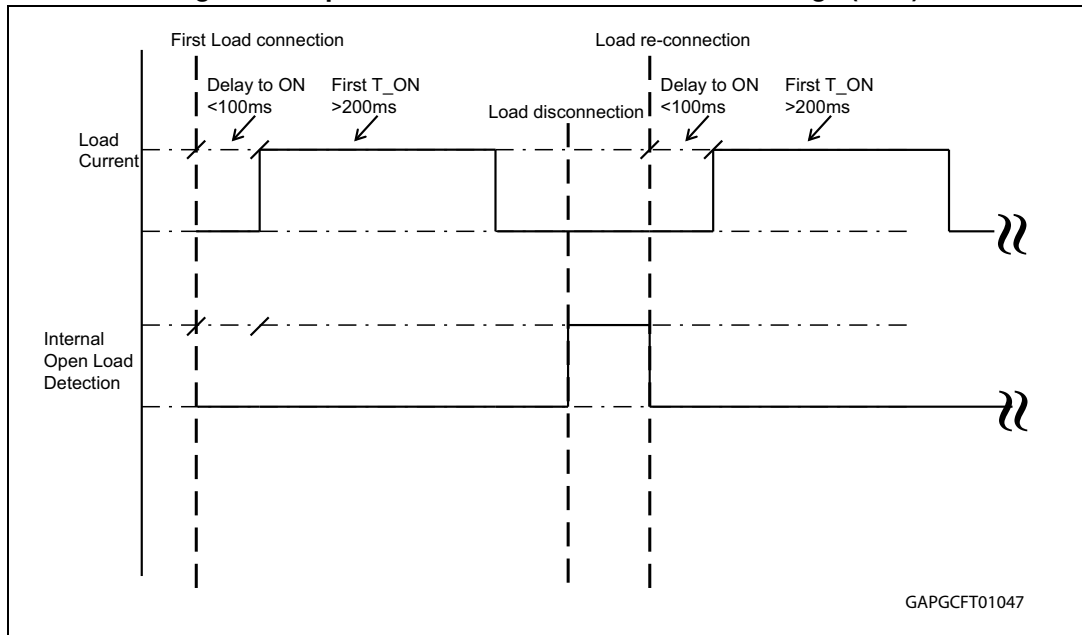 First Load connection
Load re-connection
Delay to ON
<100ms
First T_ON
>200ms
Load disconnection
Delay to ON
<100ms
First T_ON
>200ms
Load
Current
Internal
Open Load
Detection
GAPGCFT01047